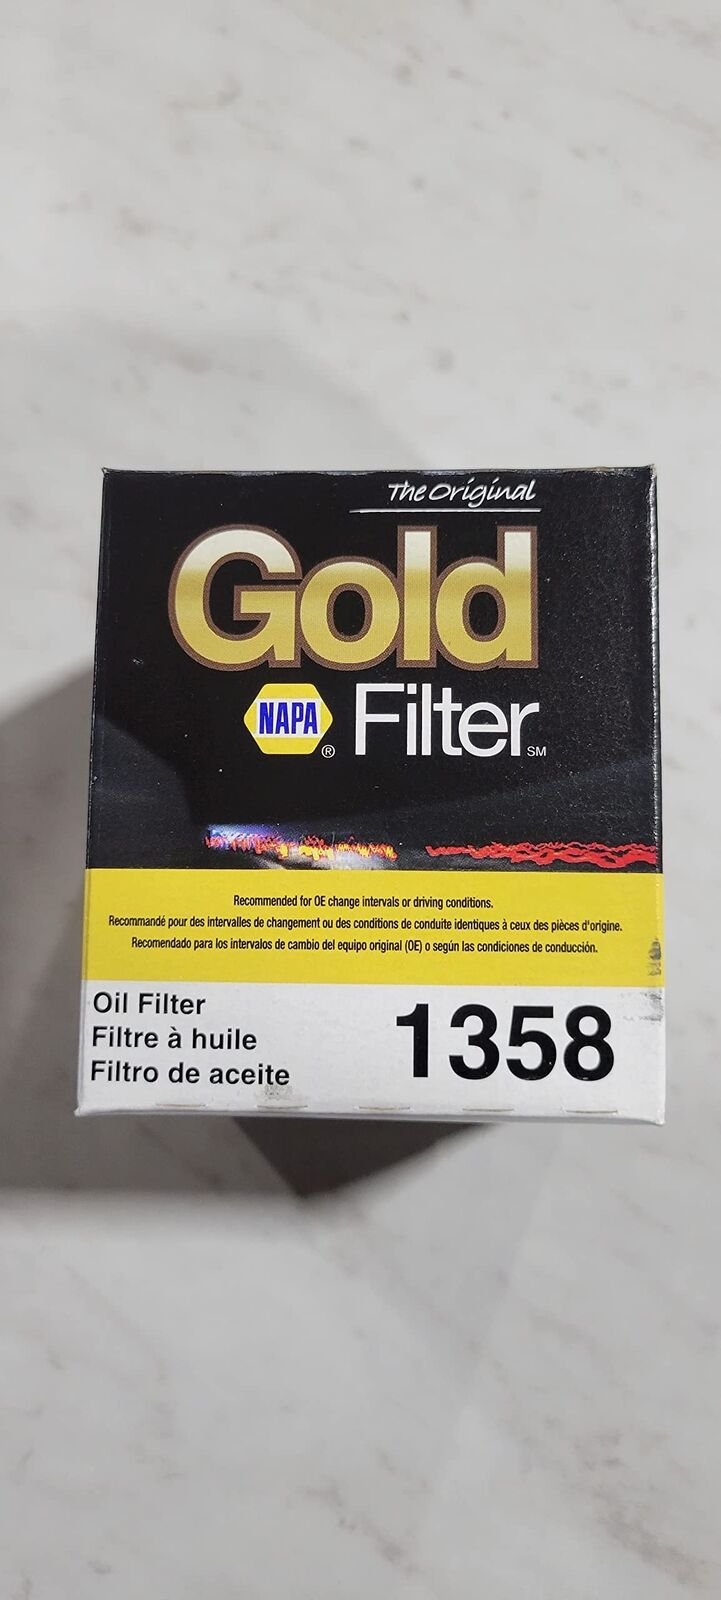 The Original
Gold
NAPA® Filter SM
Recommended for OE change intervals or driving conditions.
Recommandé pour des intervalles de changement ou des conditions de conduite identiques à ceux des pièces d'origine.
Recomendado para los intervalos de cambio del equipo original (OE) o según las condiciones de conducción.
Oil Filter
Filtre à huile
Filtro de aceite
1358